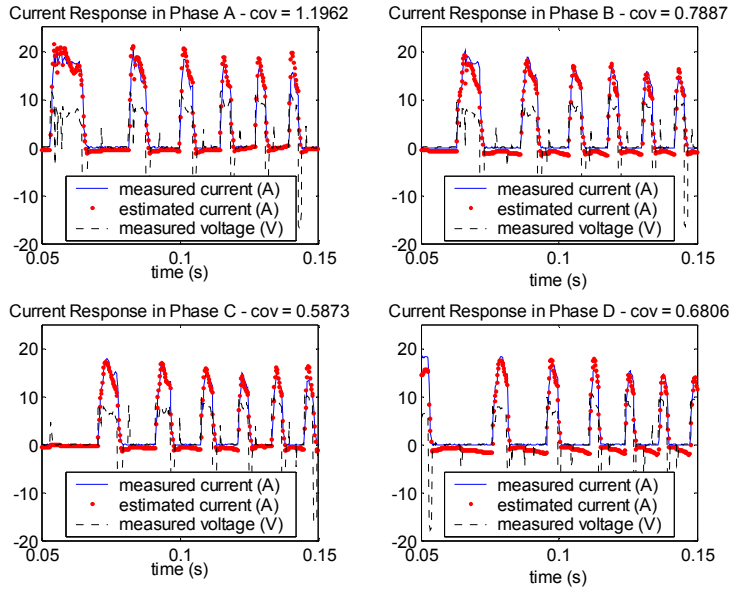 Current Response in Phase A - cov = 1.1962
20
10
0
-10
-20
measured current (A)
estimated current (A)
measured voltage (V)
0.05 0.1 0.15
time (s)
Current Response in Phase B - cov = 0.7887
20
10
0
-10
-20
measured current (A)
estimated current (A)
measured voltage (V)
0.05 0.1 0.15
time (s)
Current Response in Phase C - cov = 0.5873
20
10
0
-10
-20
measured current (A)
estimated current (A)
measured voltage (V)
0.05 0.1 0.15
time (s)
Current Response in Phase D - cov = 0.6806
20
10
0
-10
-20
measured current (A)
estimated current (A)
measured voltage (V)
0.05 0.1 0.15
time (s)